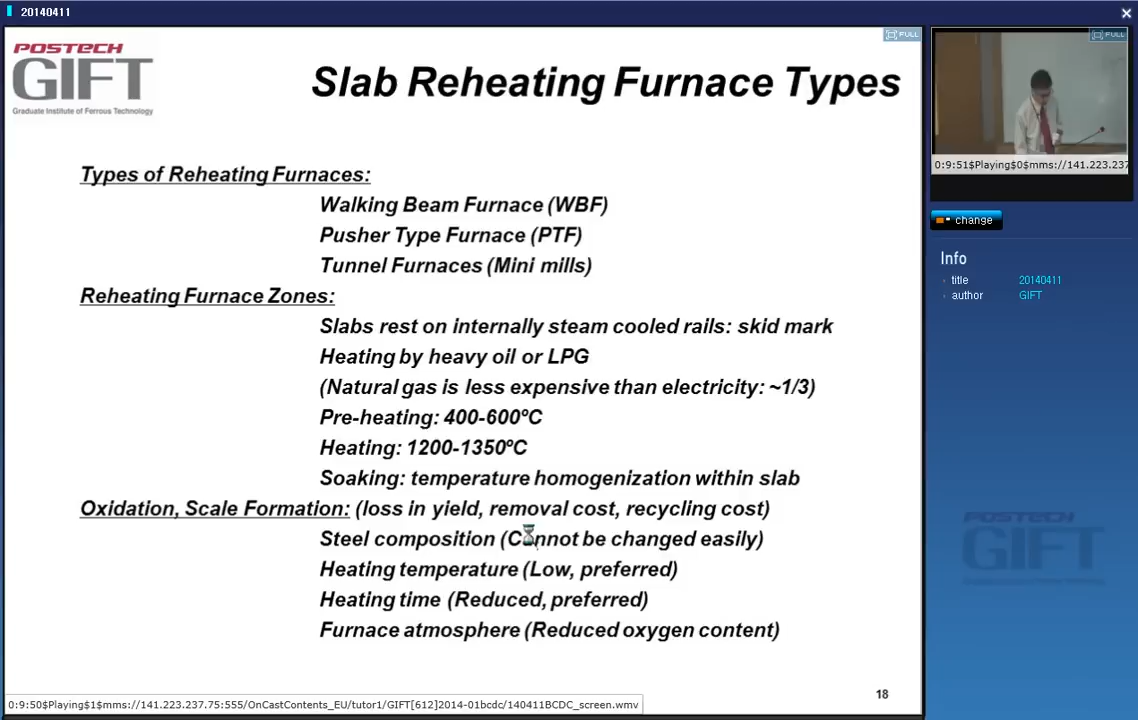 20140411
FULL
POSTECH
GIFT
Graduate Institute of Ferrous Technology
Slab Reheating Furnace Types
Types of Reheating Furnaces:
Walking Beam Furnace (WBF)
Pusher Type Furnace (PTF)
Tunnel Furnaces (Mini mills)
Reheating Furnace Zones:
Slabs rest on internally steam cooled rails: skid mark
Heating by heavy oil or LPG
(Natural gas is less expensive than electricity: ~1/3)
Pre-heating: 400-600ºC
Heating: 1200-1350ºC
Soaking: temperature homogenization within slab
Oxidation, Scale Formation: (loss in yield, removal cost, recycling cost)
Steel composition (Cannot be changed easily)
Heating temperature (Low, preferred)
Heating time (Reduced, preferred)
Furnace atmosphere (Reduced oxygen content)
18
0:9:50$Playing$1$mms://141.223.237.75:555/OnCastContents_EU/tutor1/GIFT[612]2014-01bcdc/140411BCDC_screen.wmv
FULL
0:9:51$Playing$0$mms://141.223.237
change
Info
title 20140411
author GIFT
POSTECH
GIFT